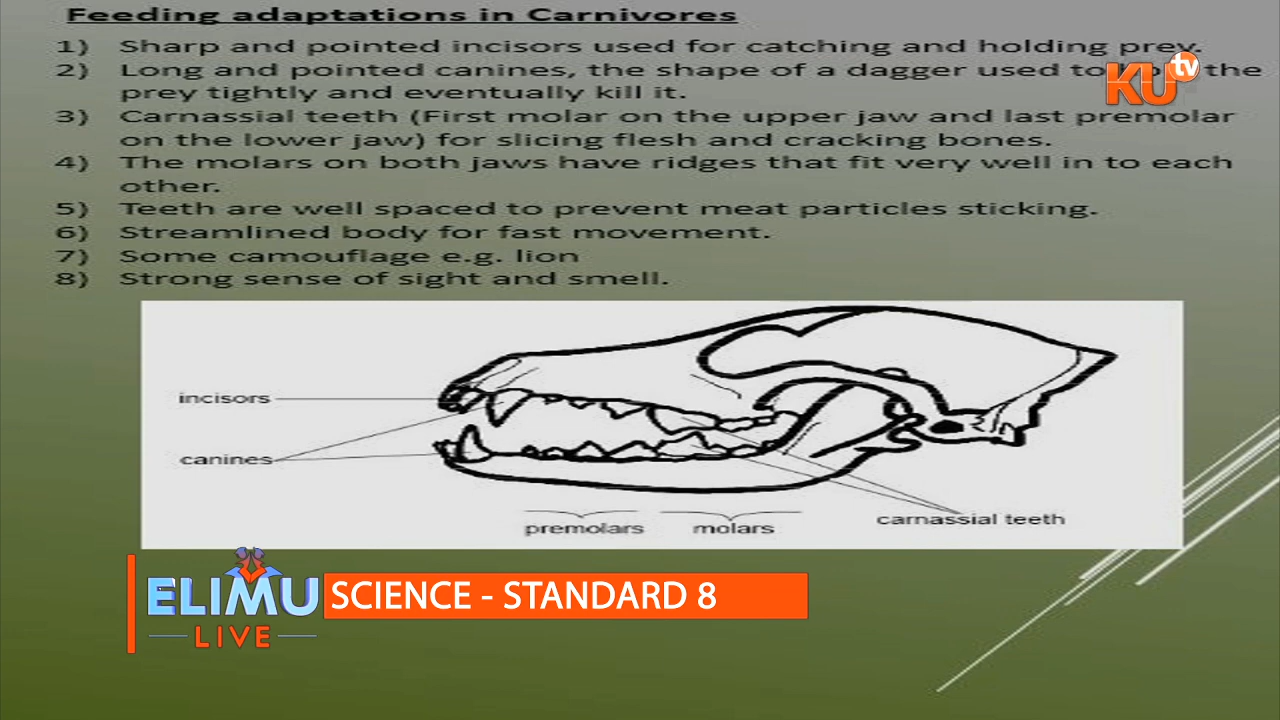 Feeding adaptations in Carnivores
1) Sharp and pointed incisors used for catching and holding prey.
2) Long and pointed canines, the shape of a dagger used to the
prey tightly and eventually kill it.
3) Carnassial teeth (First molar on the upper jaw and last premolar
on the lower jaw) for slicing flesh and cracking bones.
4) The molars on both jaws have ridges that fit very well in to each
other.
5) Teeth are well spaced to prevent meat particles sticking.
6) Streamlined body for fast movement.
7) Some camouflage e.g. lion
8) Strong sense of sight and smell.
KU tv
incisors
canines
premolars
molars
carnassial teeth
ELIMU
LIVE
SCIENCE - STANDARD 8